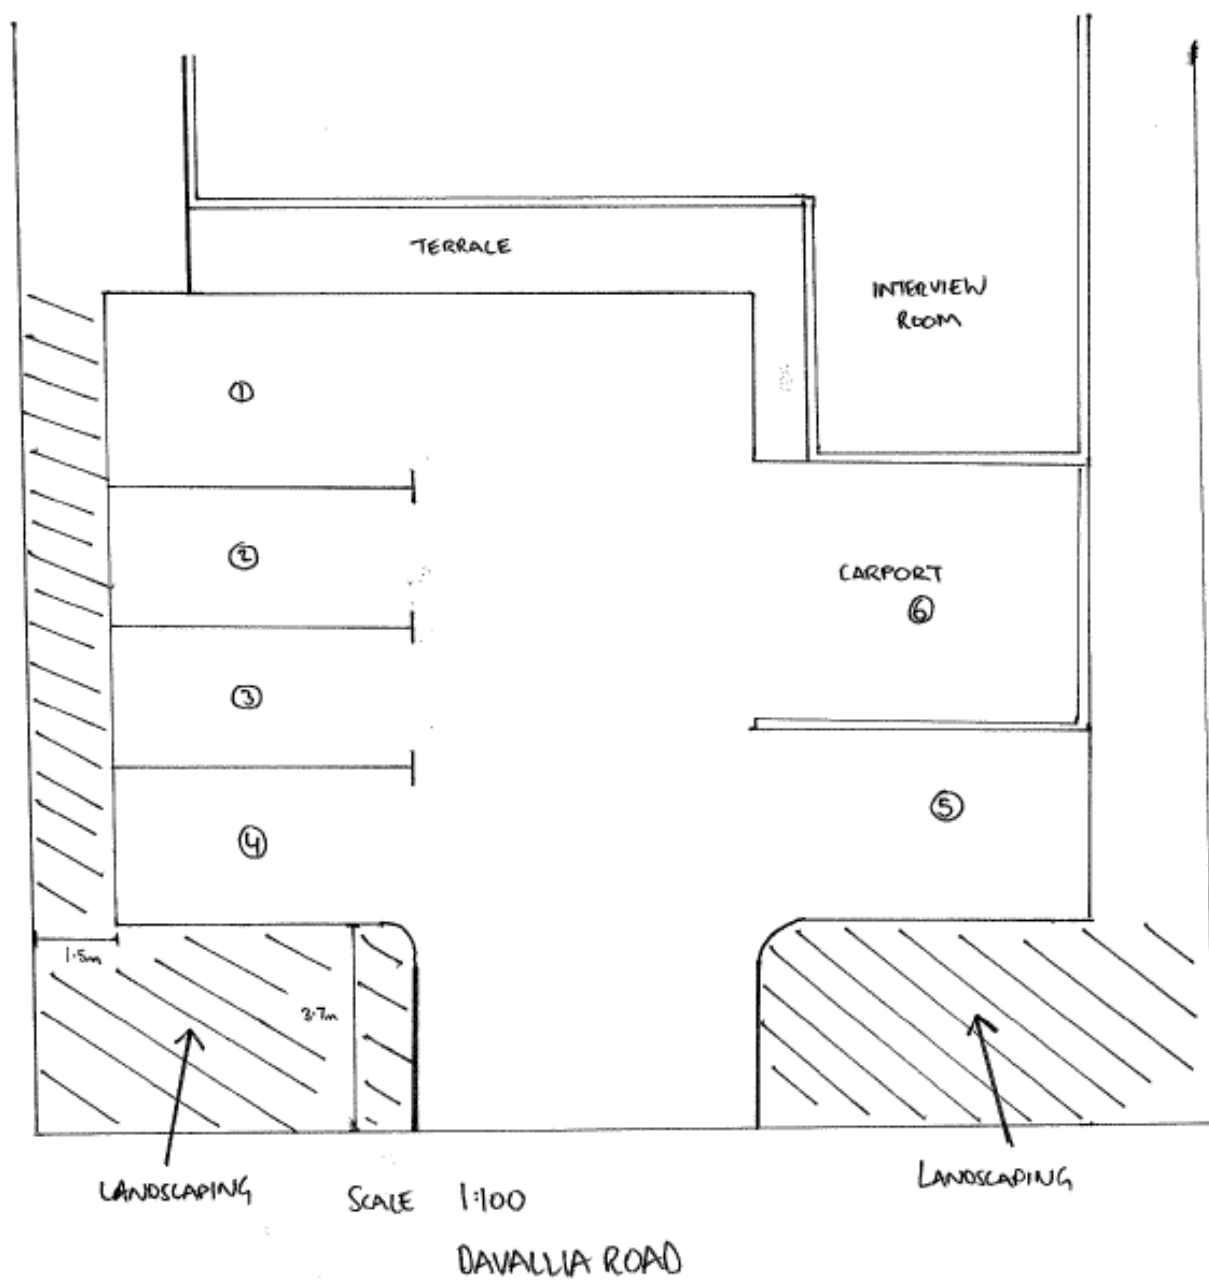 TERRALE
INTERVIEW
ROOM
①
②
CARPORT
⑥
③
⑤
④
1.5m
3.7m
LANDSCAPING
LANDSCAPING
SCALE 1:100
DAVALLIA ROAD